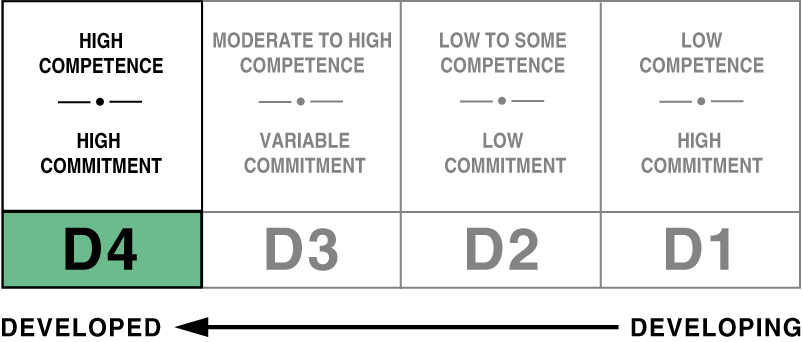 HIGH
COMPETENCE
HIGH
COMMITMENT
D4
MODERATE TO HIGH
COMPETENCE
VARIABLE
COMMITMENT
D3
LOW TO SOME
COMPETENCE
LOW
COMMITMENT
D2
LOW
COMPETENCE
HIGH
COMMITMENT
D1
DEVELOPED
DEVELOPING